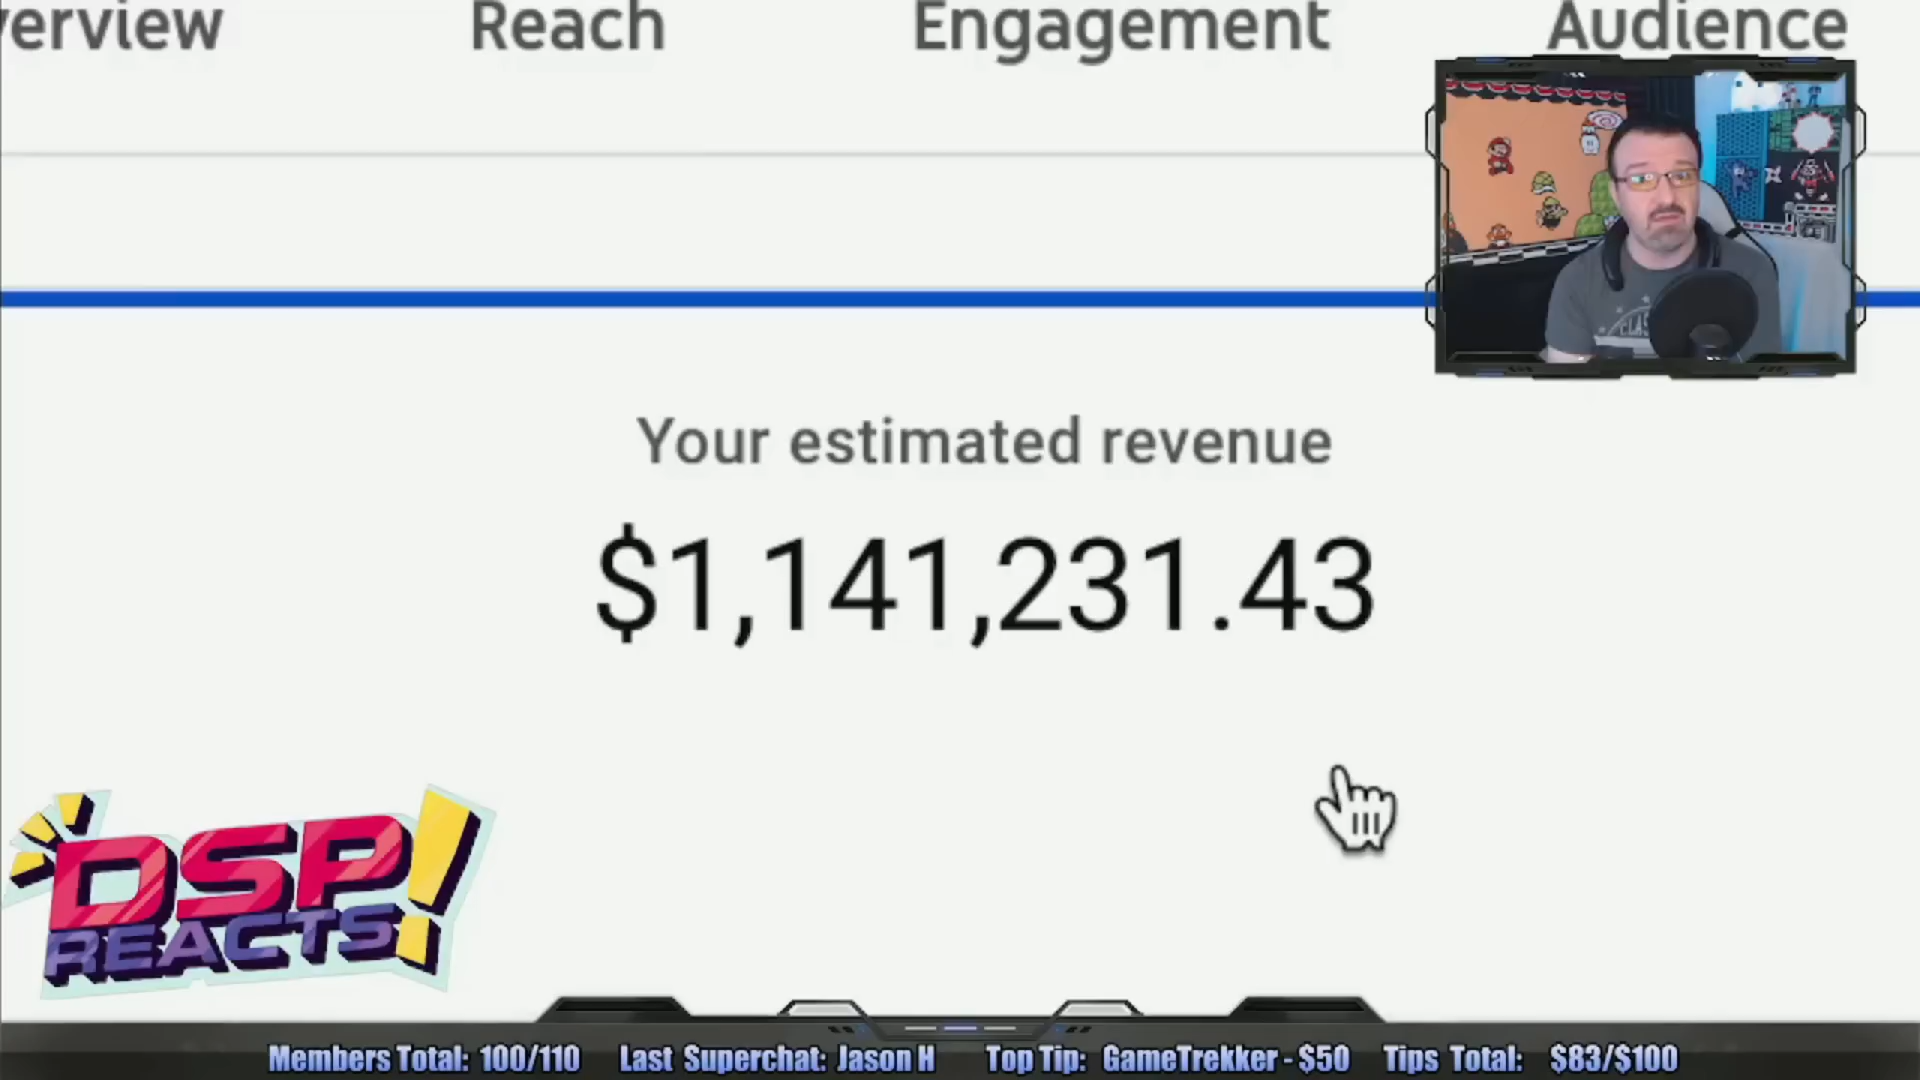 verview
Reach
Engagement
Audience
Your estimated revenue
$1,141,231.43
DSP!
REACTS
Members Total: 100/110
Last Superchat: Jason H
Top Tip: GameTrekker - $50
Tips Total: $83/$100